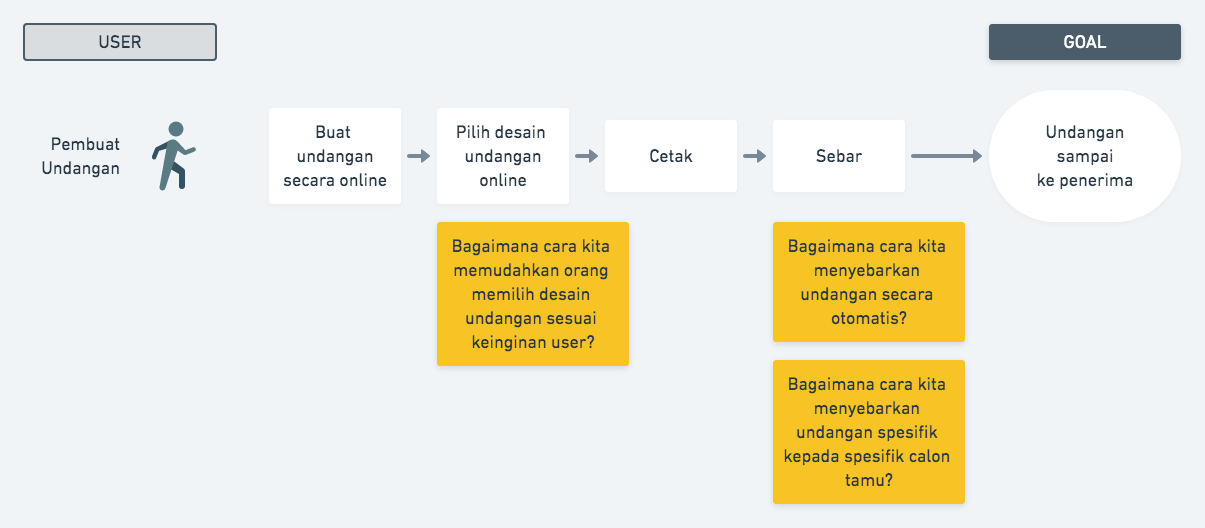 USER
GOAL
Pembuat
Undangan
Buat
undangan
secara online
Pilih desain
undangan
online
Cetak
Sebar
Undangan
sampai
ke penerima
Bagaimana cara kita
memudahkan orang
memilih desain
undangan sesuai
keinginan user?
Bagaimana cara kita
menyebarkan
undangan secara
otomatis?
Bagaimana cara kita
menyebarkan
undangan spesifik
kepada spesifik calon
tamu?